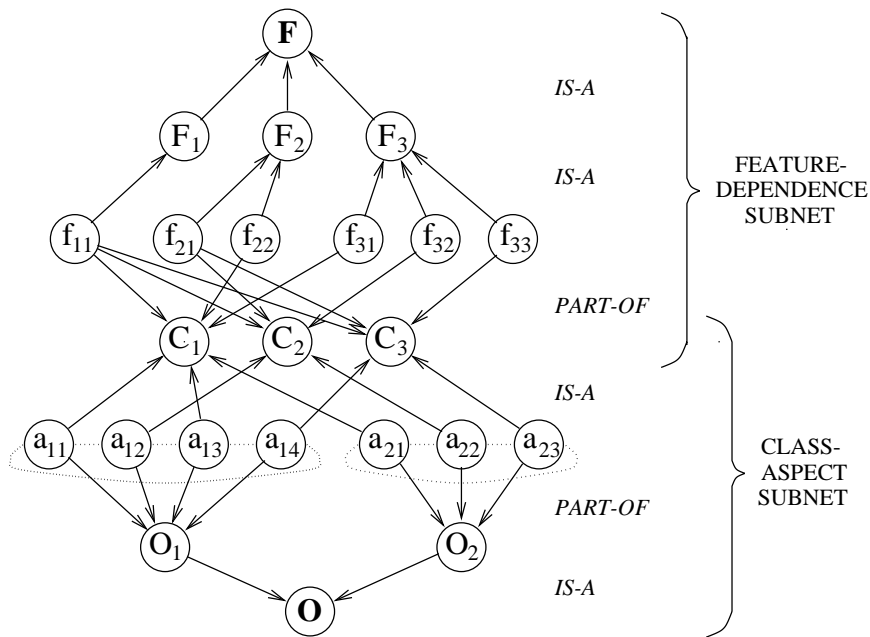 F
IS-A
F1 F2 F3
IS-A
FEATURE-
DEPENDENCE
SUBNET
f11 f21 f22 f31 f32 f33
PART-OF
C1 C2 C3
IS-A
a11 a12 a13 a14 a21 a22 a23
CLASS-
ASPECT
SUBNET
PART-OF
O1 O2
IS-A
O